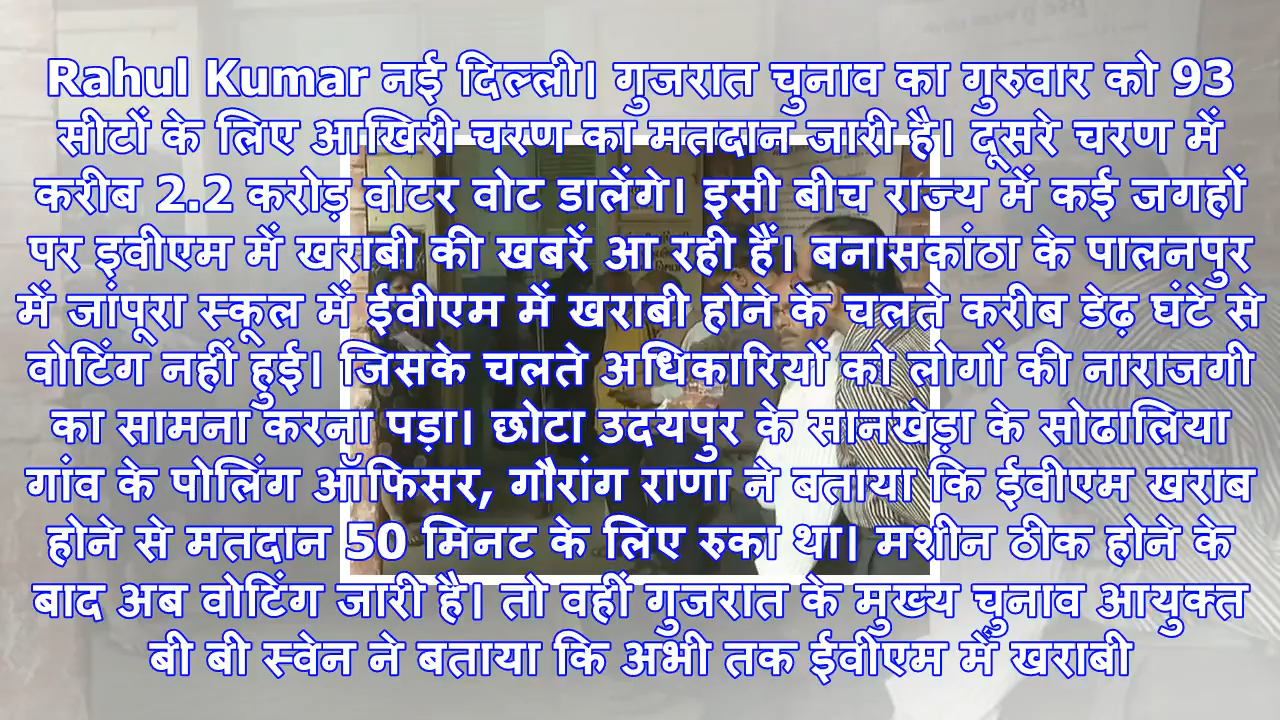 Rahul Kumar नई दिल्ली। गुजरात चुनाव का गुरुवार को 93
सीटों के लिए आखिरी चरण का मतदान जारी है। दूसरे चरण में
करीब 2.2 करोड़ वोटर वोट डालेंगे। इसी बीच राज्य में कई जगहों
पर इवीएम में खराबी की खबरें आ रही हैं। बनासकांठा के पालनपुर
में जांपूरा स्कूल में ईवीएम में खराबी होने के चलते करीब डेढ़ घंटे से
वोटिंग नहीं हुई। जिसके चलते अधिकारियों को लोगों की नाराजगी
का सामना करना पड़ा। छोटा उदयपुर के सानखेड़ा के सोढालिया
गांव के पोलिंग ऑफिसर, गौरांग राणा ने बताया कि ईवीएम खराब
होने से मतदान 50 मिनट के लिए रुका था। मशीन ठीक होने के
बाद अब वोटिंग जारी है। तो वहीं गुजरात के मुख्य चुनाव आयुक्त
बी बी स्वेन ने बताया कि अभी तक ईवीएम में खराबी